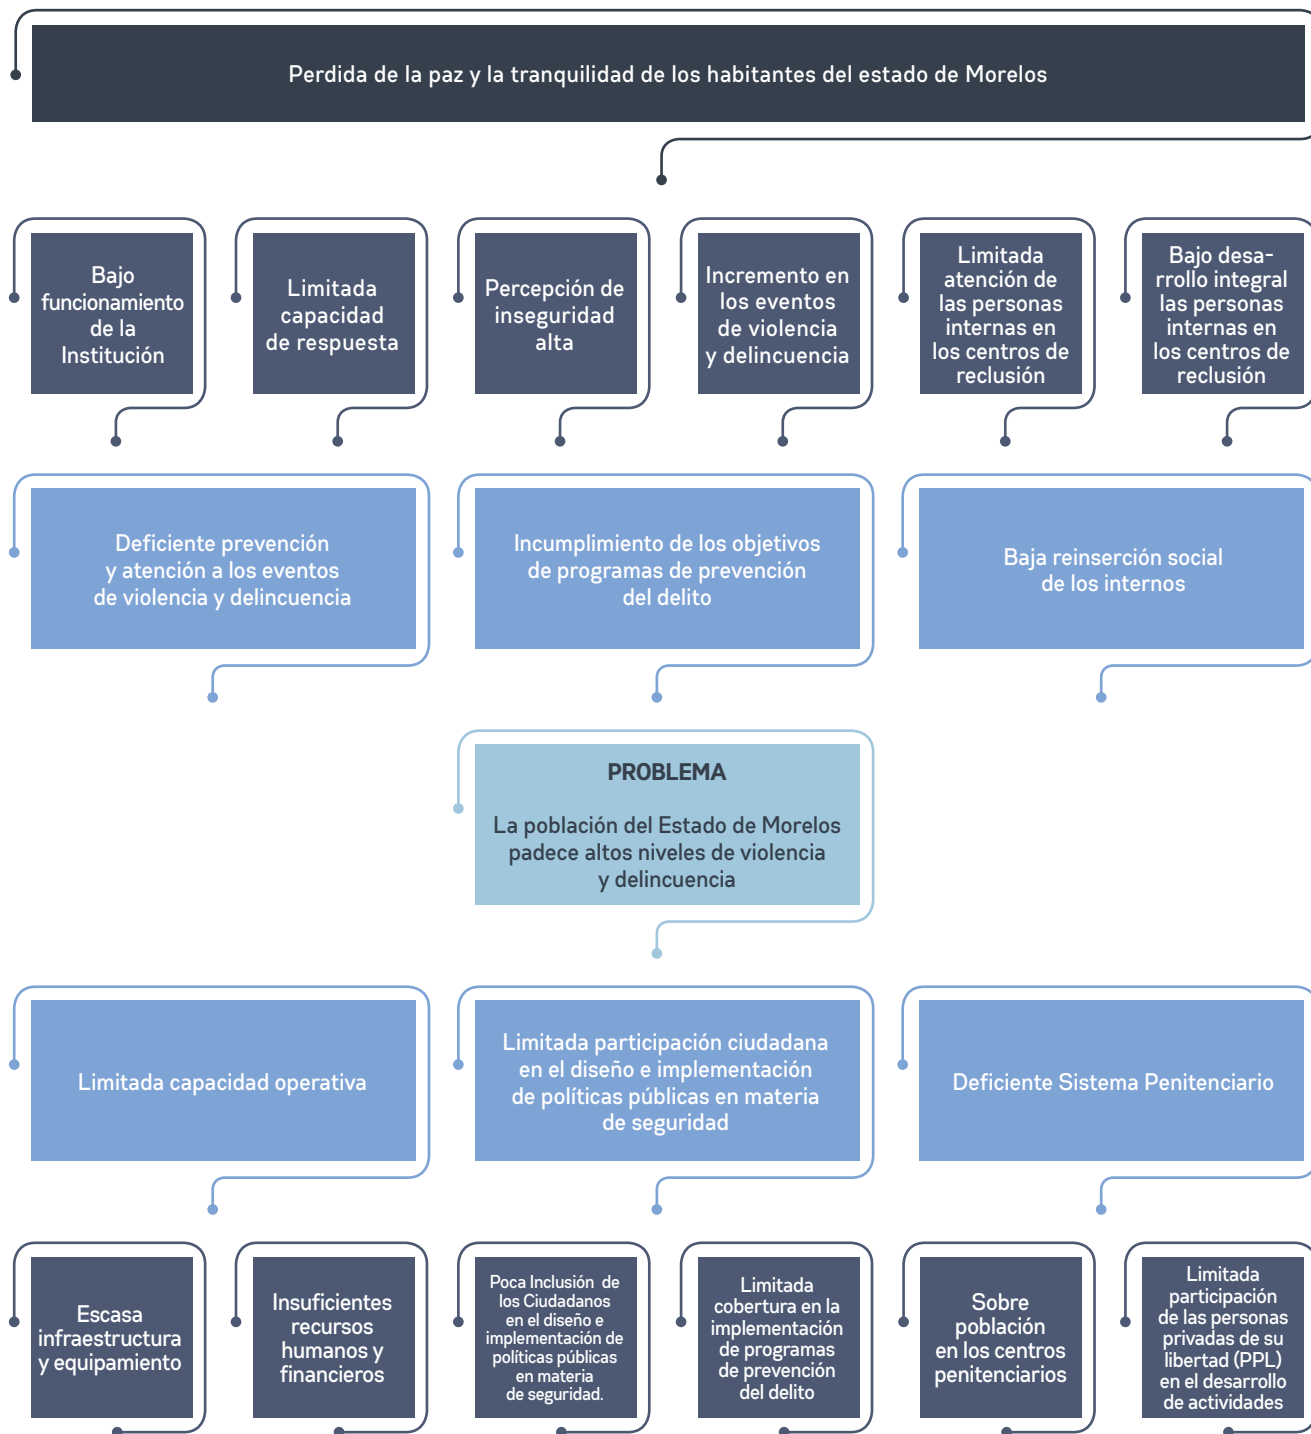 Perdida de la paz y la tranquilidad de los habitantes del estado de Morelos
Bajo
funcionamiento
de la
Institución
Limitada
capacidad
de respuesta
Percepción de
inseguridad
alta
Incremento en
los eventos
de violencia
y delincuencia
Limitada
atención de
las personas
internas en
los centros de
reclusión
Bajo desa-
rrollo integral
las personas
internas en
los centros de
reclusión
Deficiente prevención
y atención a los eventos
de violencia y delincuencia
Incumplimiento de los objetivos
de programas de prevención
del delito
Baja reinserción social
de los internos
PROBLEMA
La población del Estado de Morelos
padece altos niveles de violencia
y delincuencia
Limitada capacidad operativa
Limitada participación ciudadana
en el diseño e implementación
de políticas públicas en materia
de seguridad
Deficiente Sistema Penitenciario
Escasa
infraestructura
y equipamiento
Insuficientes
recursos
humanos y
financieros
Poca Inclusión de
los Ciudadanos
en el diseño e
implementación de
políticas públicas
en materia
de seguridad.
Limitada
cobertura en la
implementación
de programas
de prevención
del delito
Sobre
población
en los centros
penitenciarios
Limitada
participación
de las personas
privadas de su
libertad (PPL)
en el desarrollo
de actividades